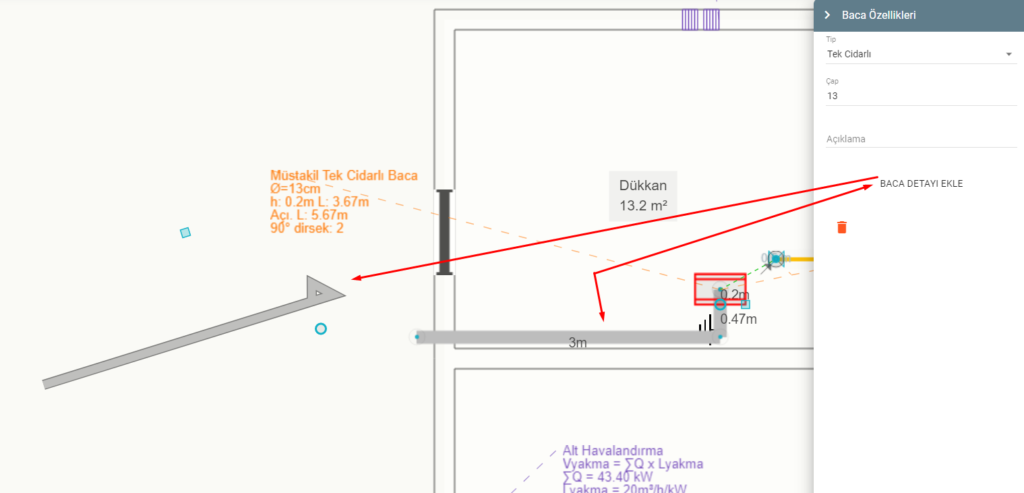 Baca Özellikleri
Tip
Tek Cidarlı
Çap
13
Açıklama
BACA DETAYI EKLE
Müstakil Tek Cidarlı Baca
Ø=13cm
h: 0.2m L: 3.67m
Açı. L: 5.67m
90° dirsek: 2
Dükkan
13.2 m²
0.2m
0.47m
3m
Alt Havalandırma
Vyakma = ∑Q x Lyakma
∑Q = 43.40 kW
Lyakma = 20m³/h/kW